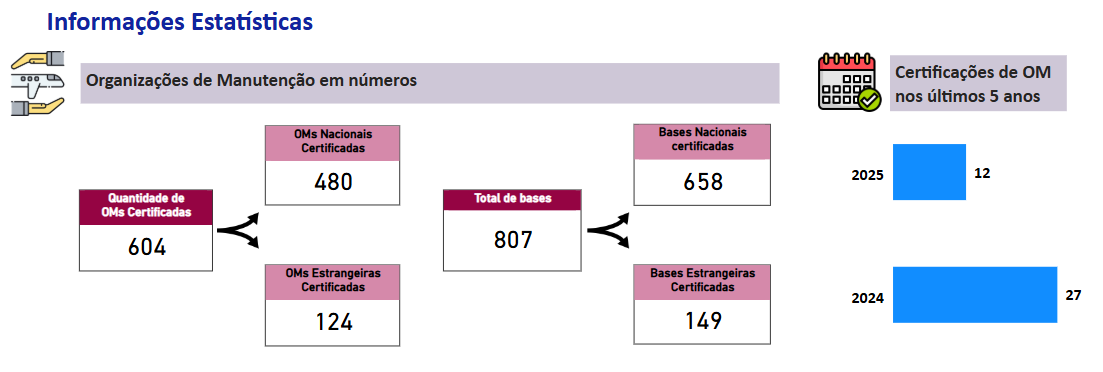 Informações Estatísticas
Organizações de Manutenção em números
Certificações de OM
nos últimos 5 anos
Quantidade de
OMs Certificadas
604
OMs Nacionais
Certificadas
480
OMs Estrangeiras
Certificadas
124
Total de bases
807
Bases Nacionais
certificadas
658
Bases Estrangeiras
Certificadas
149
2025
12
2024
27